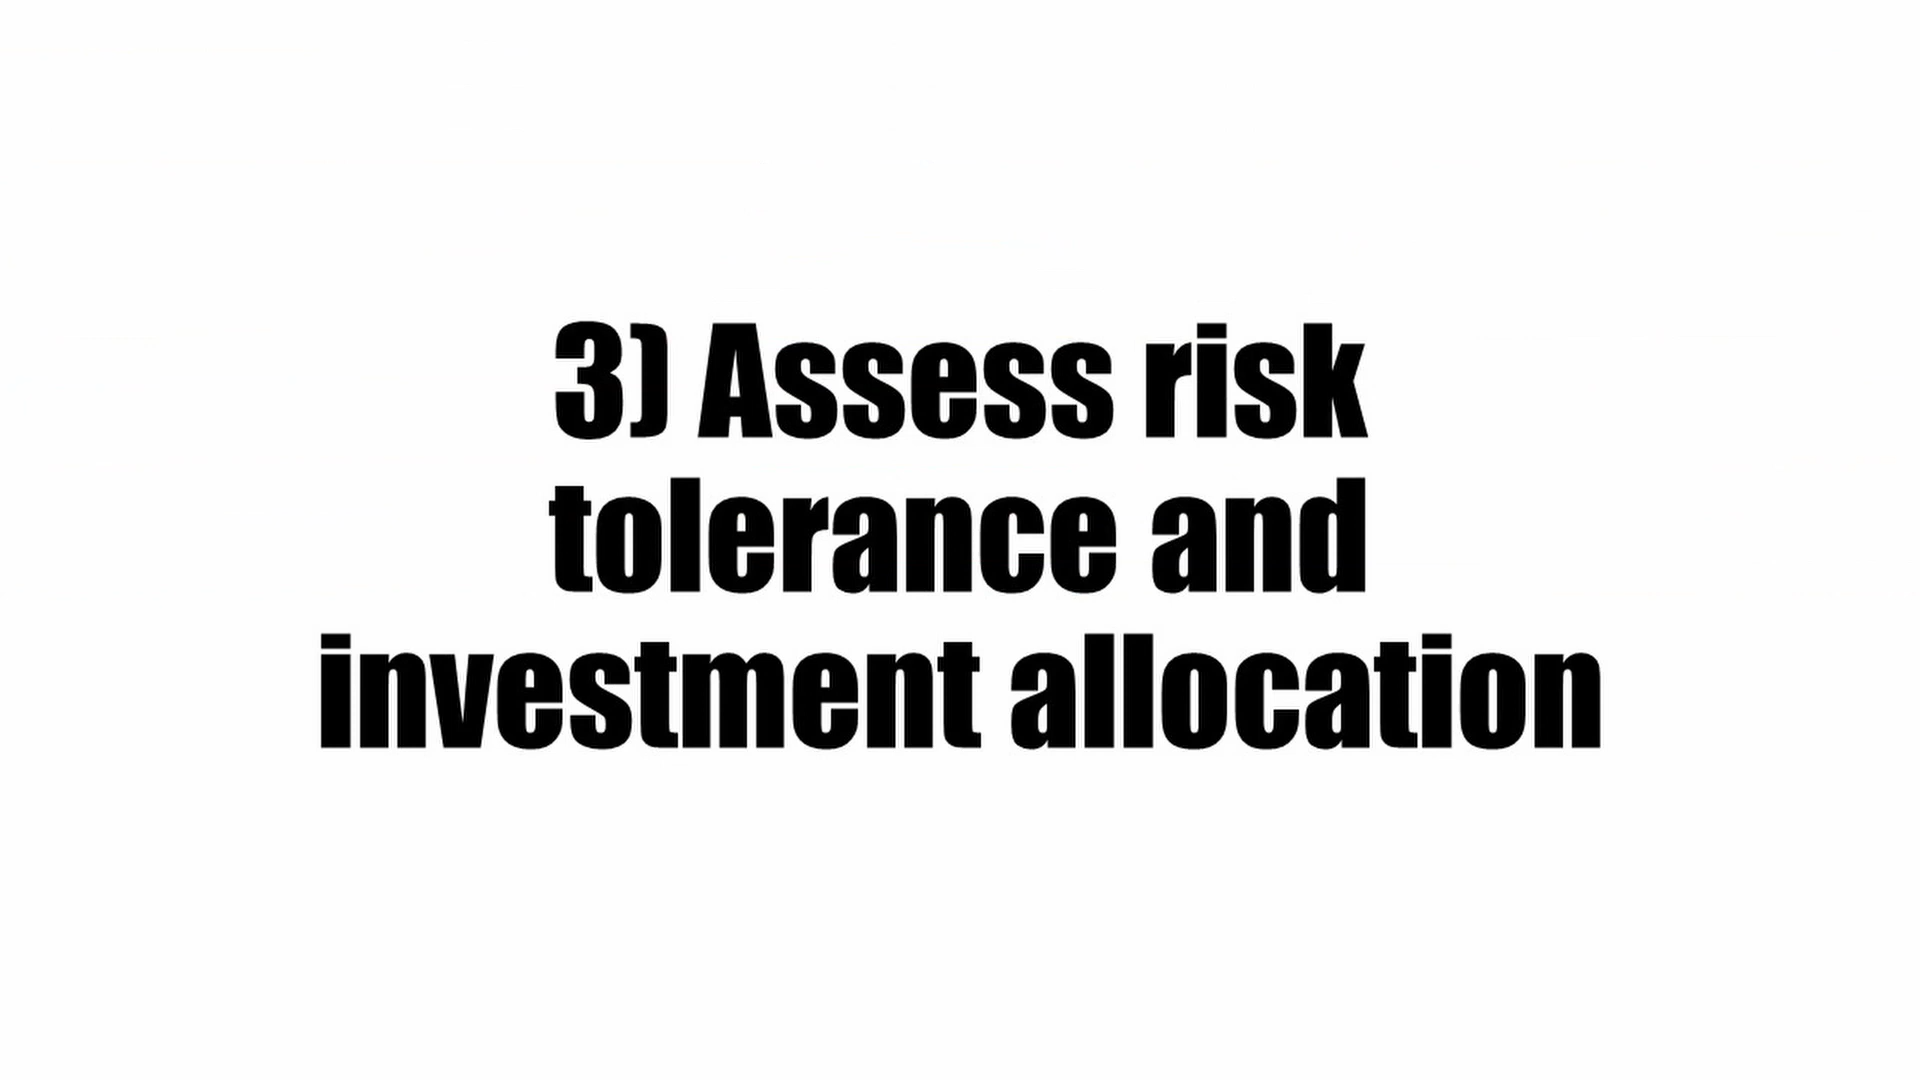 3) Assess risk
tolerance and
investment allocation